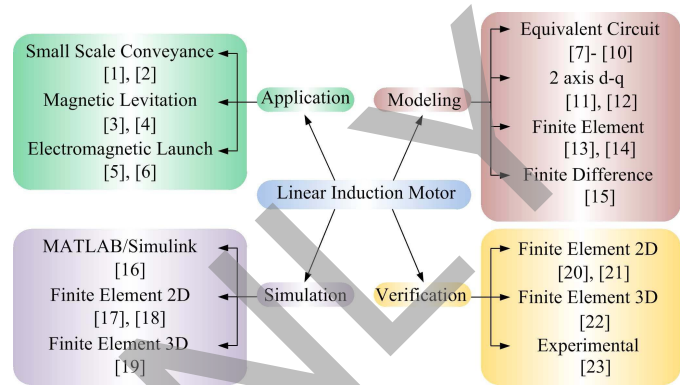 Small Scale Conveyance
[1], [2]
Magnetic Levitation
[3], [4]
Electromagnetic Launch
[5], [6]
Application
Modeling
Equivalent Circuit
[7]- [10]
2 axis d-q
[11], [12]
Finite Element
[13], [14]
Finite Difference
[15]
Linear Induction Motor
MATLAB/Simulink
[16]
Finite Element 2D
[17], [18]
Finite Element 3D
[19]
Simulation
Verification
Finite Element 2D
[20], [21]
Finite Element 3D
[22]
Experimental
[23]